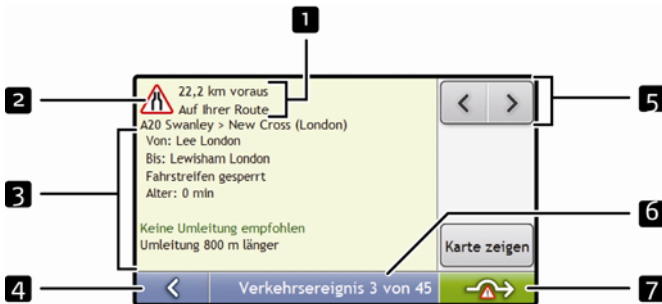 1
2
22,2 km voraus
Auf Ihrer Route
A20 Swanley > New Cross (London)
Von: Lee London
Bis: Lewisham London
Fahrstreifen gesperrt
Alter: 0 min
Keine Umleitung empfohlen
Umleitung 800 m länger
3
4
Verkehrsereignis 3 von 45
5
6
Karte zeigen
7